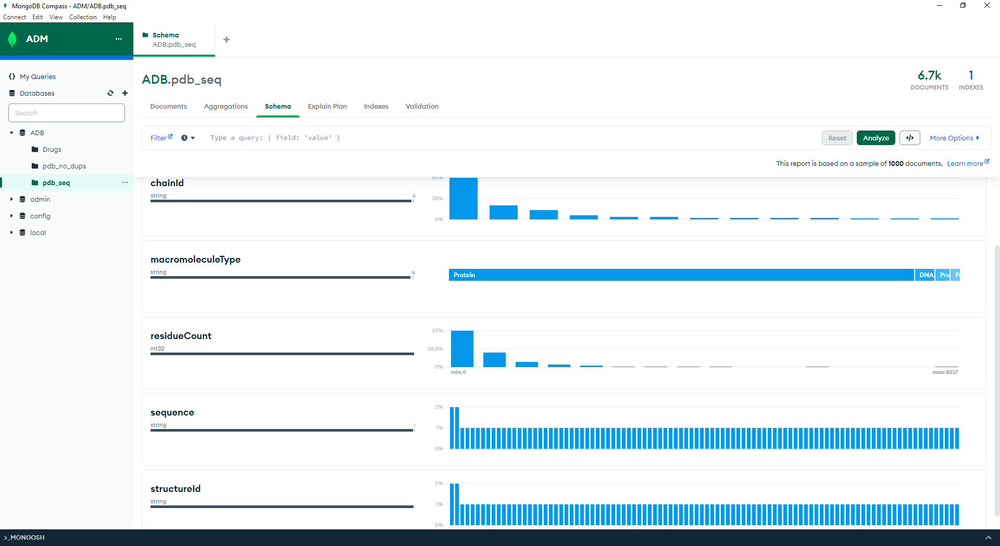 MongoDB Compass - ADM/ADB.pdb_seq
Connect Edit View Collection Help
ADM
Schema
ADB.pdb_seq
My Queries
Databases
Search
ADB
Drugs
pdb_no_dups
pdb_seq
admin
config
local
ADB.pdb_seq
6.7k
DOCUMENTS
1
INDEXES
Documents Aggregations Schema Explain Plan Indexes Validation
Filter
Type a query: { field: 'value' }
Reset
Analyze
</>
More Options
This report is based on a sample of 1000 documents. Learn more
chainId
string
50%
25%
0%
macromoleculeType
string u
Protein DNA Pro
residueCount
int32
57%
28.5%
0%
min: 0 max: 8337
sequence
string
2%
1%
0%
structureId
string
2%
1%
0%
>_MONGOSH